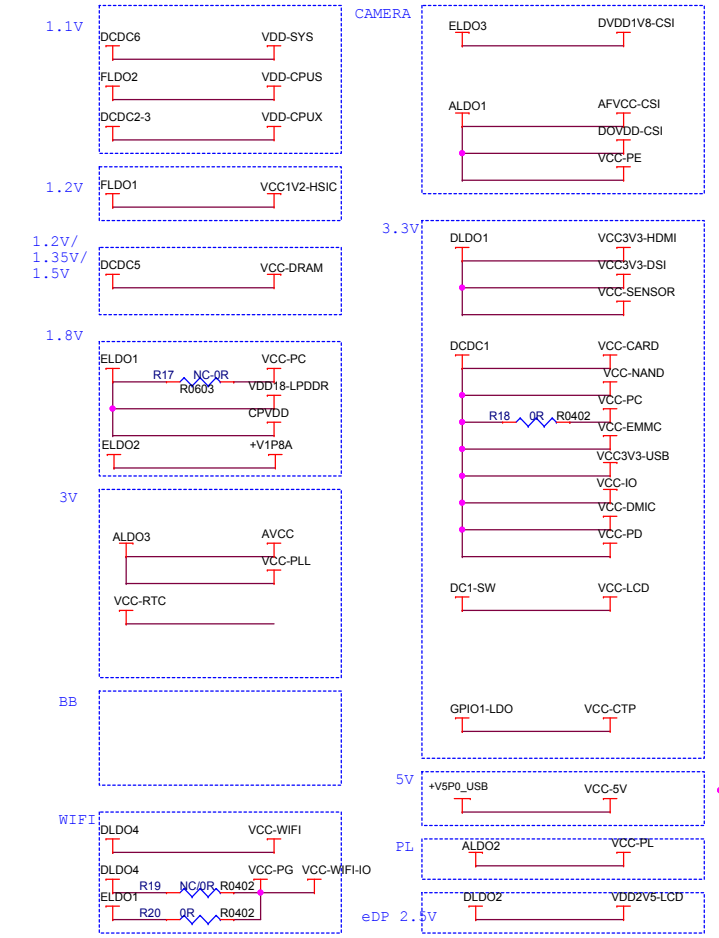 1.1V
DCDC6 VDD-SYS
FLDO2 VDD-CPUS
DCDC2-3 VDD-CPUX
1.2V
FLDO1 VCC1V2-HSIC
1.2V/
1.35V/
1.5V
DCDC5 VCC-DRAM
1.8V
ELDO1 VCC-PC
R17 NC-0R
R0603
VDD18-LPDDR
CPVDD
ELDO2 +V1P8A
3V
ALDO3 AVCC
VCC-PLL
VCC-RTC
BB
WIFI
DLDO4 VCC-WIFI
DLDO4 VCC-PG VCC-WIFI-IO
R19 NC/0R R0402
ELDO1
R20 0R R0402
CAMERA
ELDO3 DVDD1V8-CSI
ALDO1 AFVCC-CSI
DOVDD-CSI
VCC-PE
3.3V
DLDO1 VCC3V3-HDMI
VCC3V3-DSI
VCC-SENSOR
DCDC1 VCC-CARD
VCC-NAND
VCC-PC
R18 0R R0402
VCC-EMMC
VCC3V3-USB
VCC-IO
VCC-DMIC
VCC-PD
DC1-SW VCC-LCD
GPIO1-LDO VCC-CTP
5V
+V5P0_USB VCC-5V
PL
ALDO2 VCC-PL
eDP 2.5V
DLDO2 VDD2V5-LCD